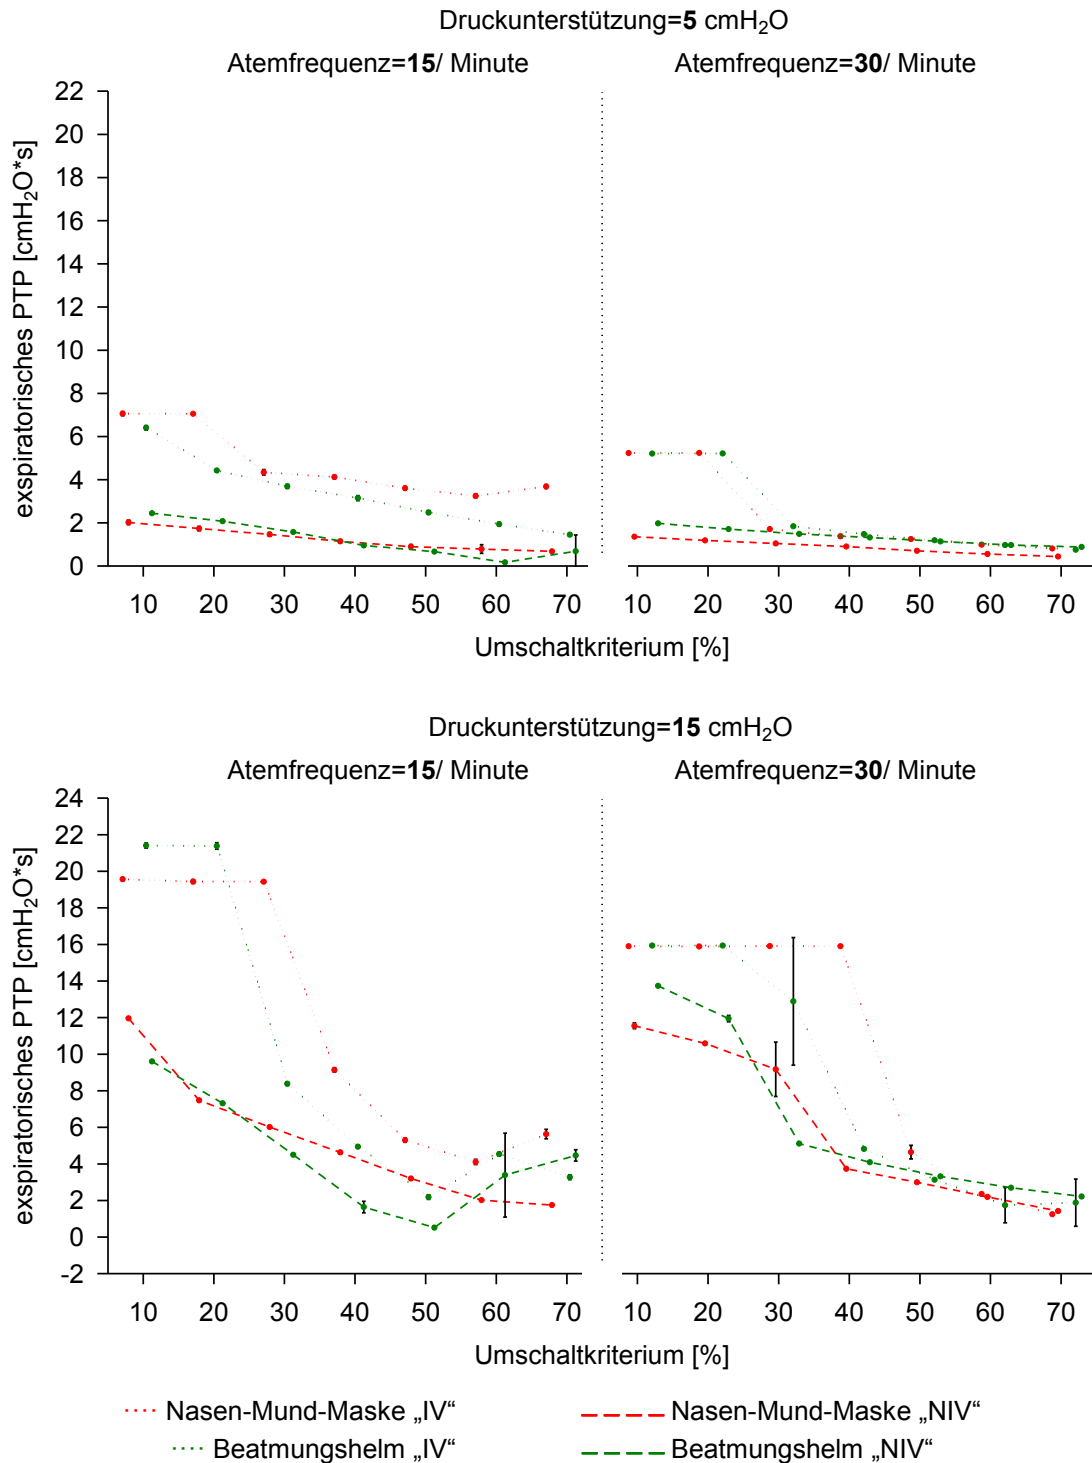 Druckunterstützung=5 cmH₂O
Atemfrequenz=15/ Minute
Atemfrequenz=30/ Minute
22
20
18
16
14
12
10
8
6
4
2
0
exspiratorisches PTP [cmH₂O*s]
10 20 30 40 50 60 70
10 20 30 40 50 60 70
Umschaltkriterium [%]
Druckunterstützung=15 cmH₂O
Atemfrequenz=15/ Minute
Atemfrequenz=30/ Minute
24
22
20
18
16
14
12
10
8
6
4
2
0
-2
exspiratorisches PTP [cmH₂O*s]
10 20 30 40 50 60 70
10 20 30 40 50 60 70
Umschaltkriterium [%]
Nasen-Mund-Maske „IV“
Nasen-Mund-Maske „NIV“
Beatmungshelm „IV“
Beatmungshelm „NIV“